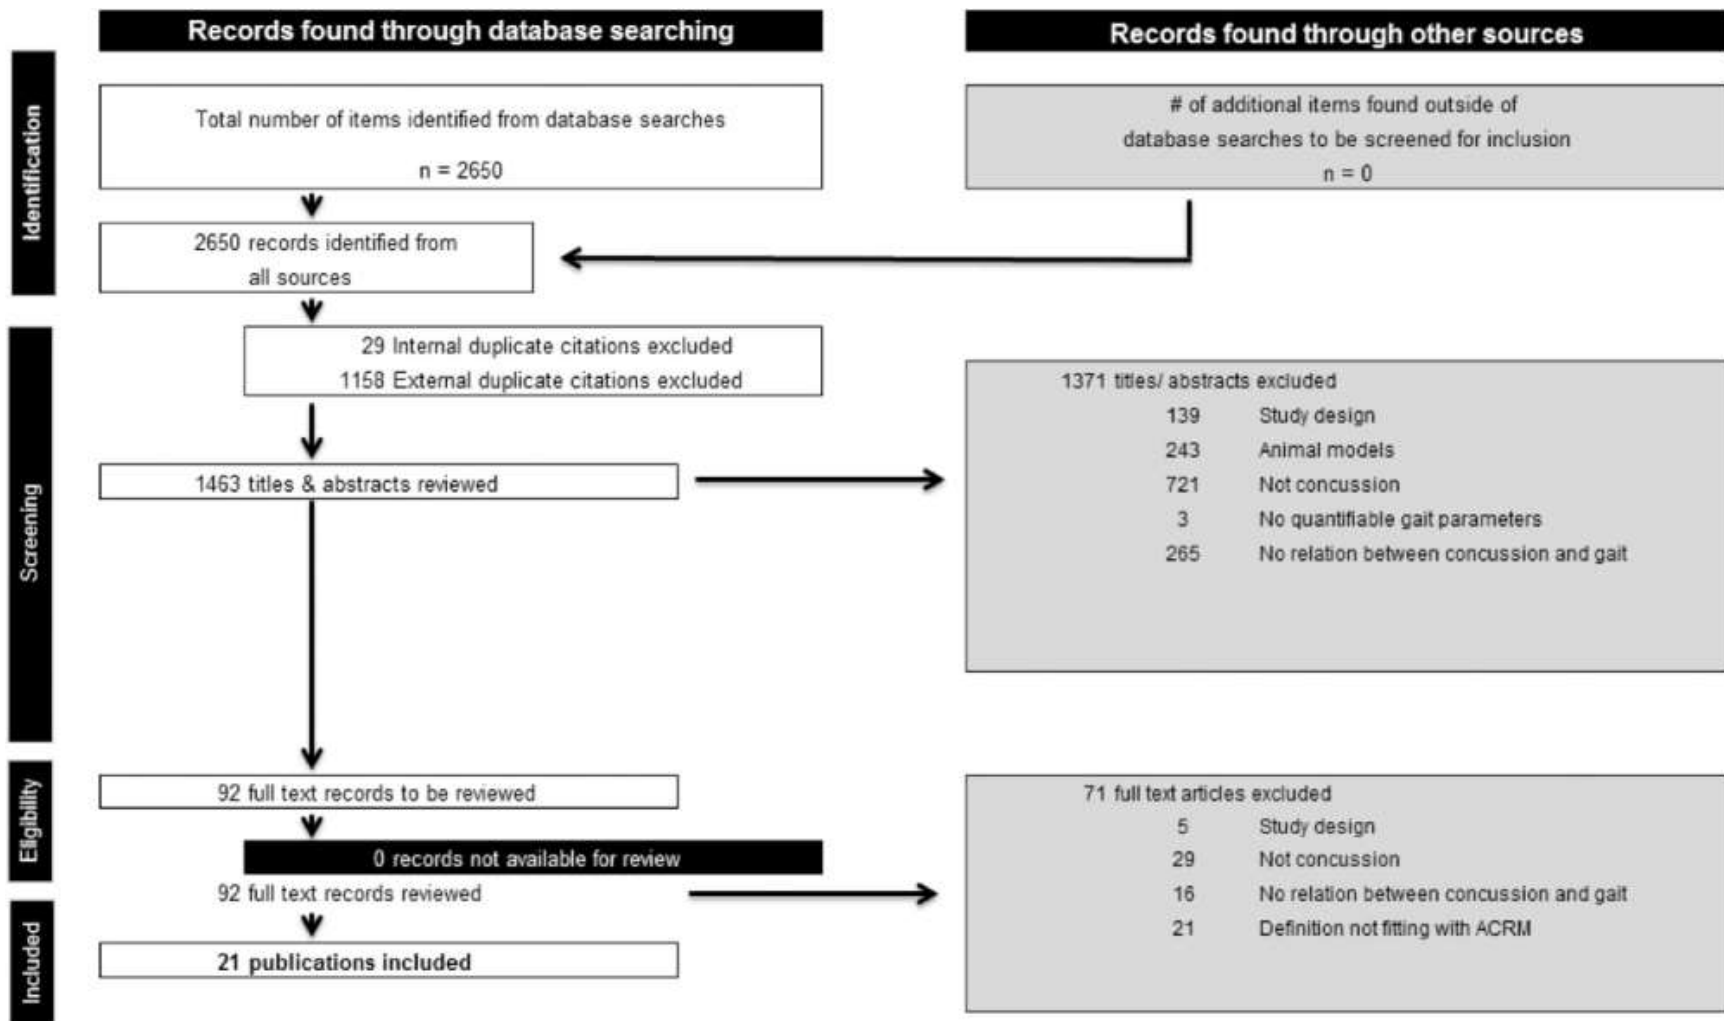 Records found through database searching
Records found through other sources
Identification
Total number of items identified from database searches
n = 2650
# of additional items found outside of
database searches to be screened for inclusion
n = 0
2650 records identified from
all sources
Screening
29 Internal duplicate citations excluded
1158 External duplicate citations excluded
1463 titles & abstracts reviewed
1371 titles/ abstracts excluded
139 Study design
243 Animal models
721 Not concussion
3 No quantifiable gait parameters
265 No relation between concussion and gait
Eligibility
92 full text records to be reviewed
0 records not available for review
92 full text records reviewed
71 full text articles excluded
5 Study design
29 Not concussion
16 No relation between concussion and gait
21 Definition not fitting with ACRM
Included
21 publications included